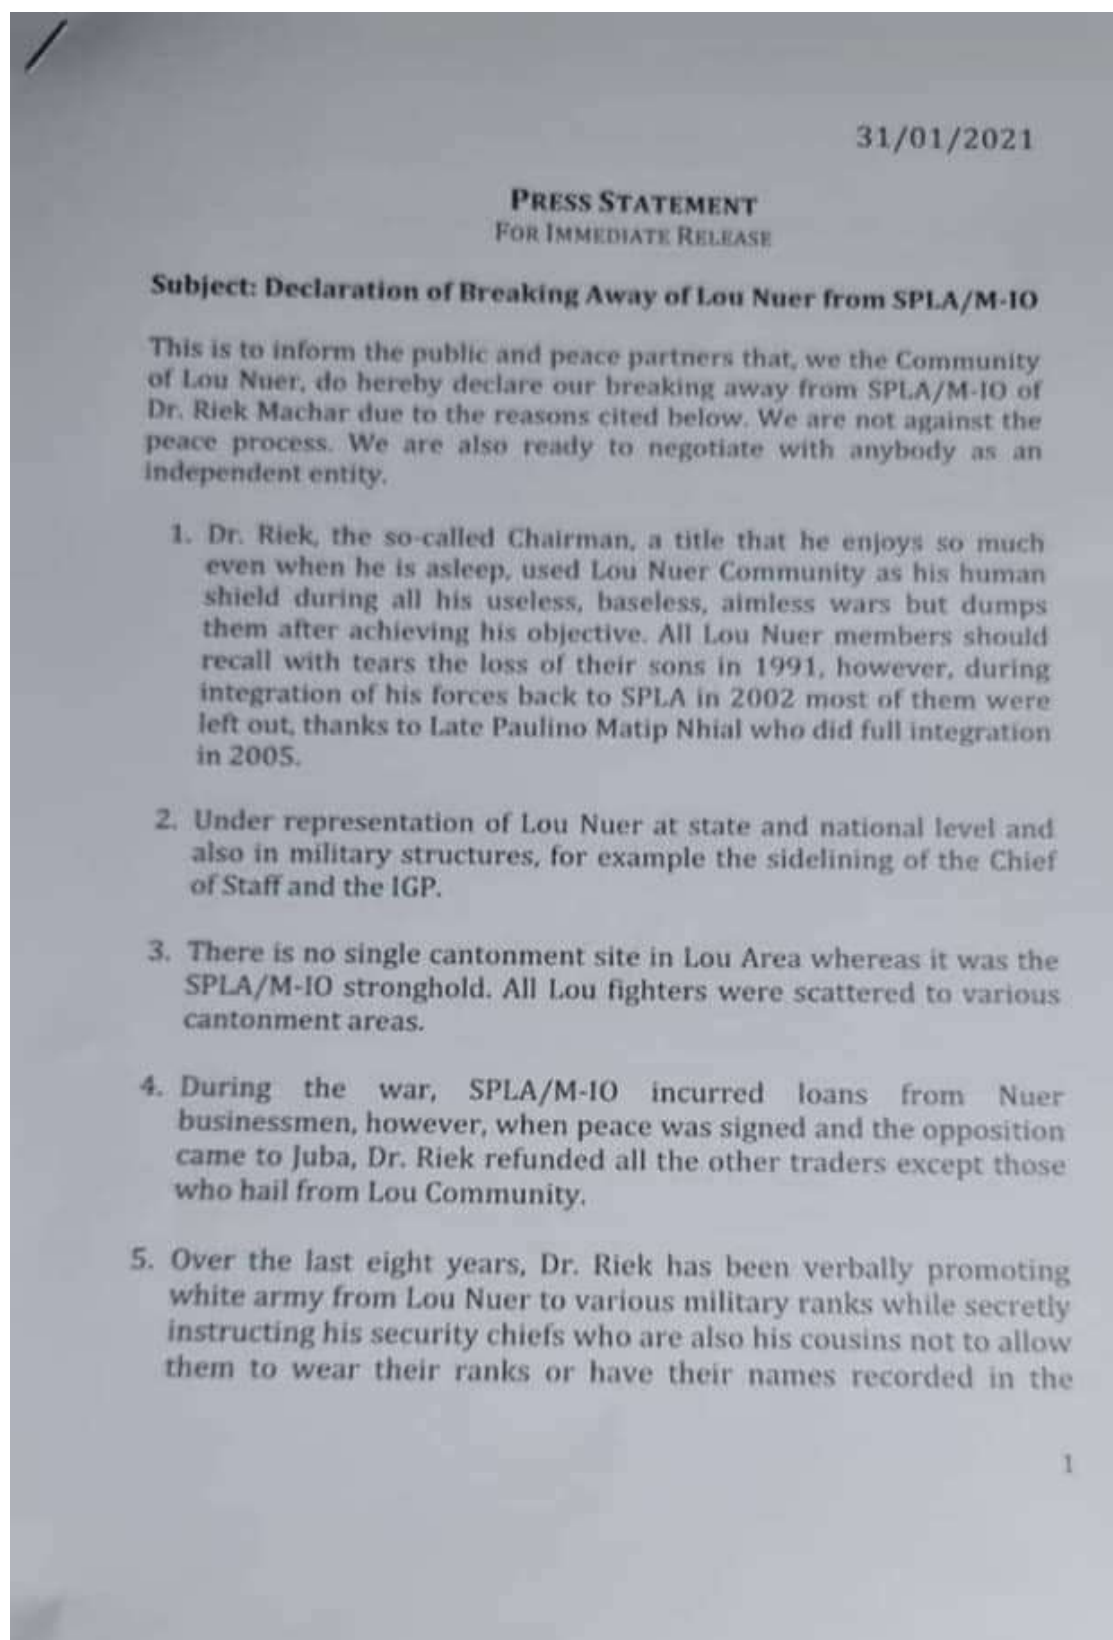 31/01/2021
PRESS STATEMENT
FOR IMMEDIATE RELEASE
Subject: Declaration of Breaking Away of Lou Nuer from SPLA/M-IO
This is to inform the public and peace partners that, we the Community
of Lou Nuer, do hereby declare our breaking away from SPLA/M-IO of
Dr. Riek Machar due to the reasons cited below. We are not against the
peace process. We are also ready to negotiate with anybody as an
independent entity.
1. Dr. Riek, the so-called Chairman, a title that he enjoys so much
even when he is asleep, used Lou Nuer Community as his human
shield during all his useless, baseless, aimless wars but dumps
them after achieving his objective. All Lou Nuer members should
recall with tears the loss of their sons in 1991, however, during
integration of his forces back to SPLA in 2002 most of them were
left out, thanks to Late Paulino Matip Nhial who did full integration
in 2005.
2. Under representation of Lou Nuer at state and national level and
also in military structures, for example the sidelining of the Chief
of Staff and the IGP.
3. There is no single cantonment site in Lou Area whereas it was the
SPLA/M-IO stronghold. All Lou fighters were scattered to various
cantonment areas.
4. During the war, SPLA/M-IO incurred loans from Nuer
businessmen, however, when peace was signed and the opposition
came to Juba, Dr. Riek refunded all the other traders except those
who hail from Lou Community.
5. Over the last eight years, Dr. Riek has been verbally promoting
white army from Lou Nuer to various military ranks while secretly
instructing his security chiefs who are also his cousins not to allow
them to wear their ranks or have their names recorded in the
1